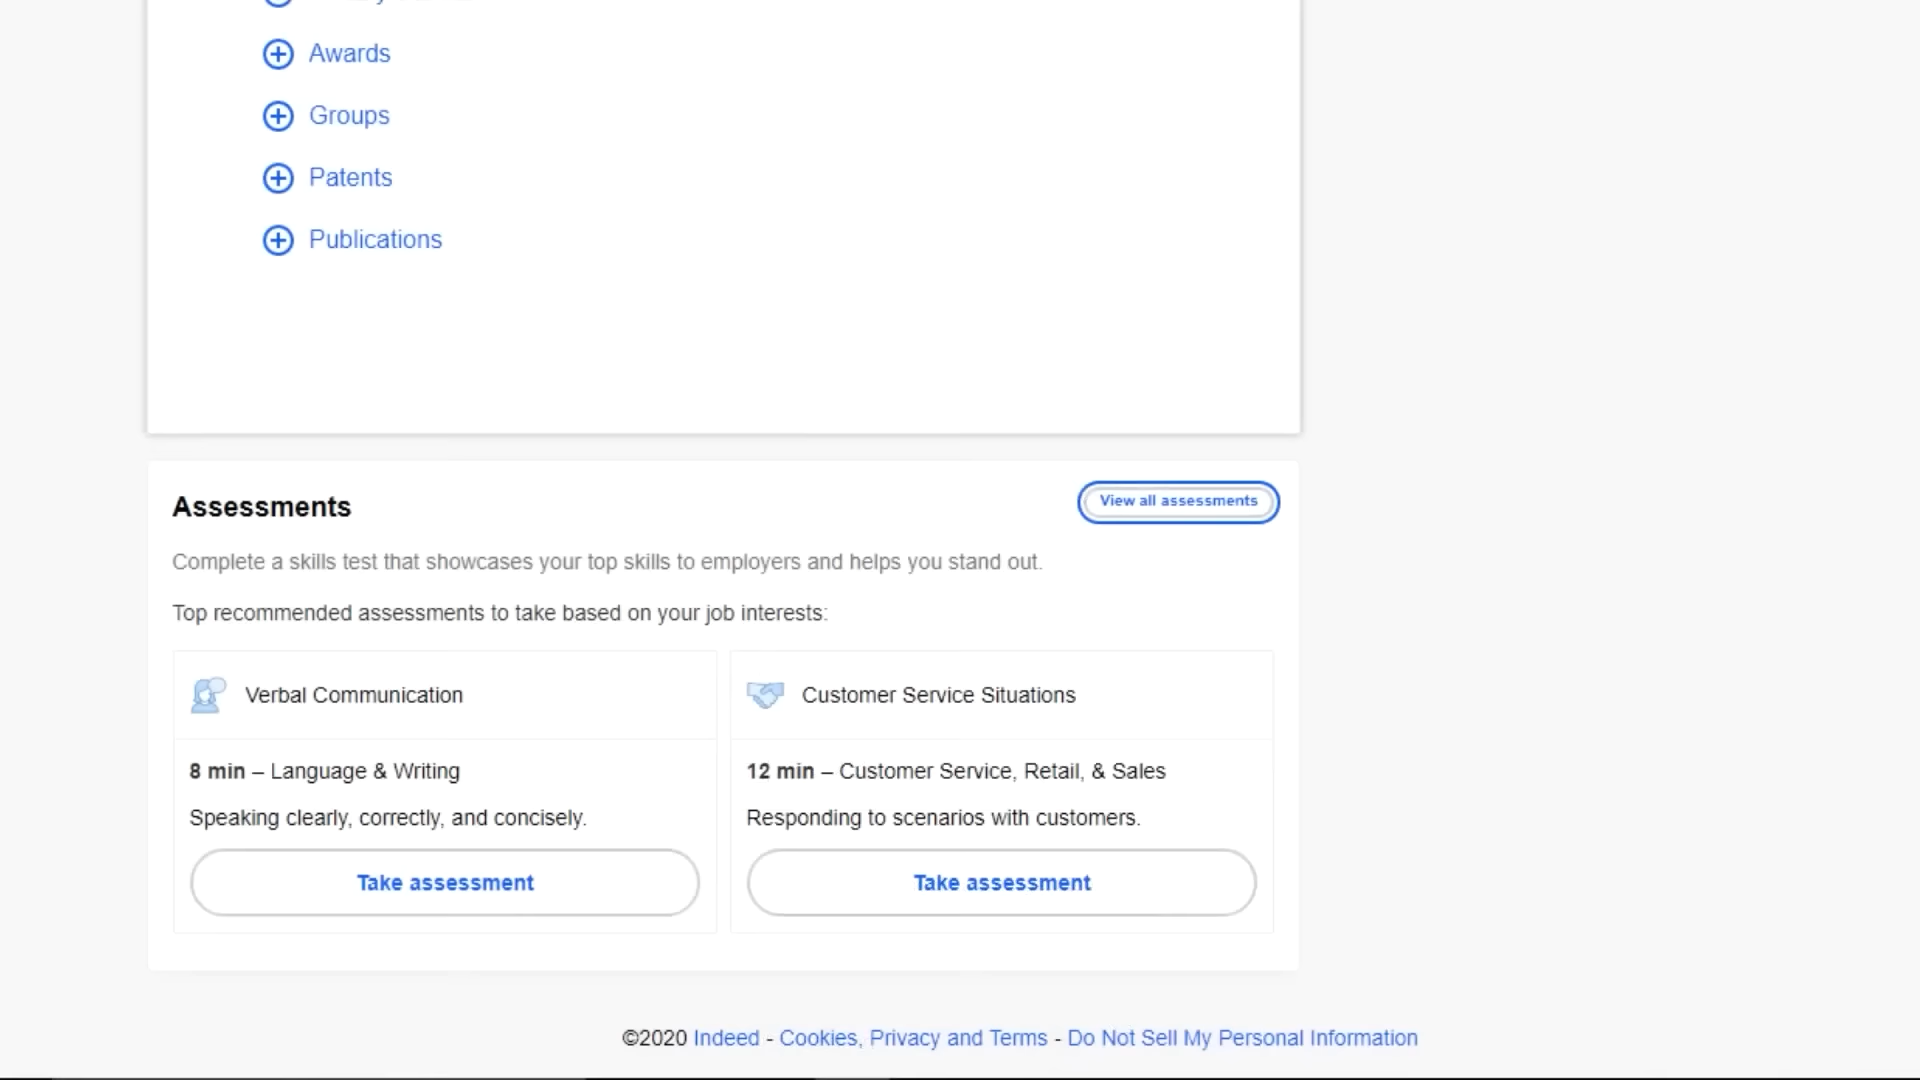 Awards
Groups
Patents
Publications
Assessments
View all assessments
Complete a skills test that showcases your top skills to employers and helps you stand out.
Top recommended assessments to take based on your job interests:
Verbal Communication
8 min – Language & Writing
Speaking clearly, correctly, and concisely.
Take assessment
Customer Service Situations
12 min – Customer Service, Retail, & Sales
Responding to scenarios with customers.
Take assessment
©2020 Indeed - Cookies, Privacy and Terms - Do Not Sell My Personal Information